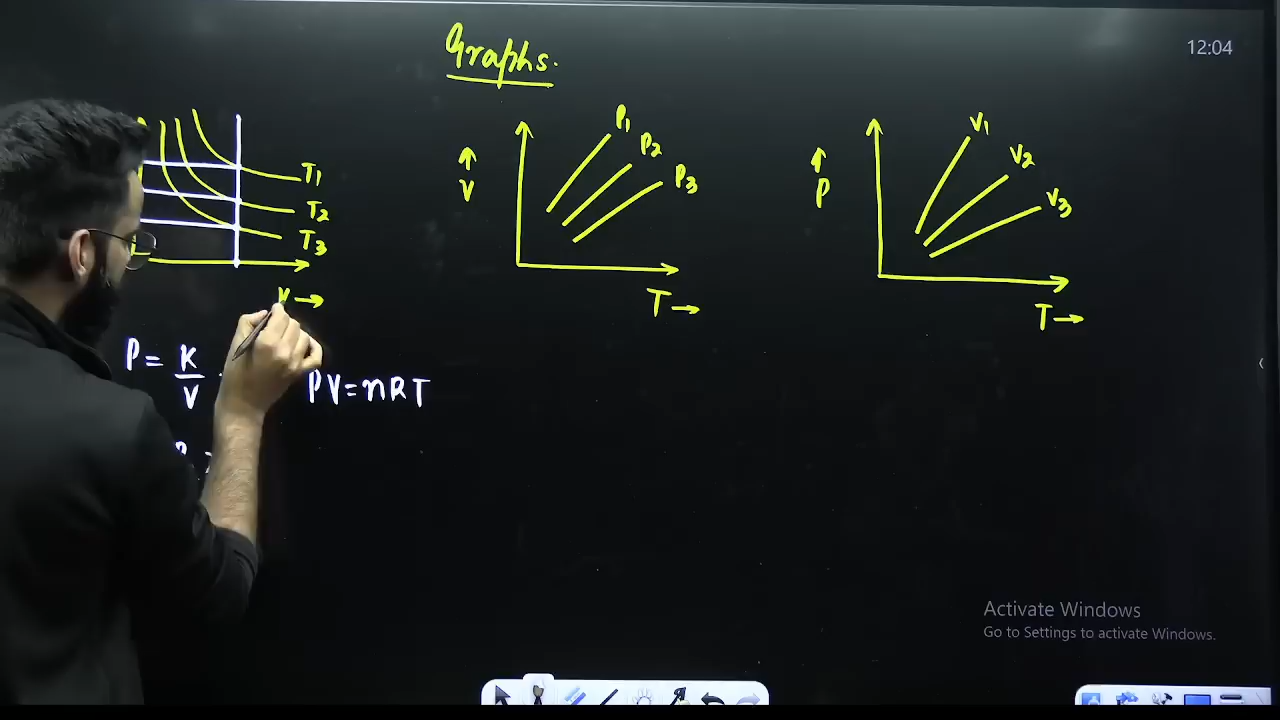 Graphs.
12:04
T1
T2
T3
V →
P1
P2
P3
↑
V
T →
V1
V2
V3
↑
P
T →
P = K/V
PV = nRT
Activate Windows
Go to Settings to activate Windows.